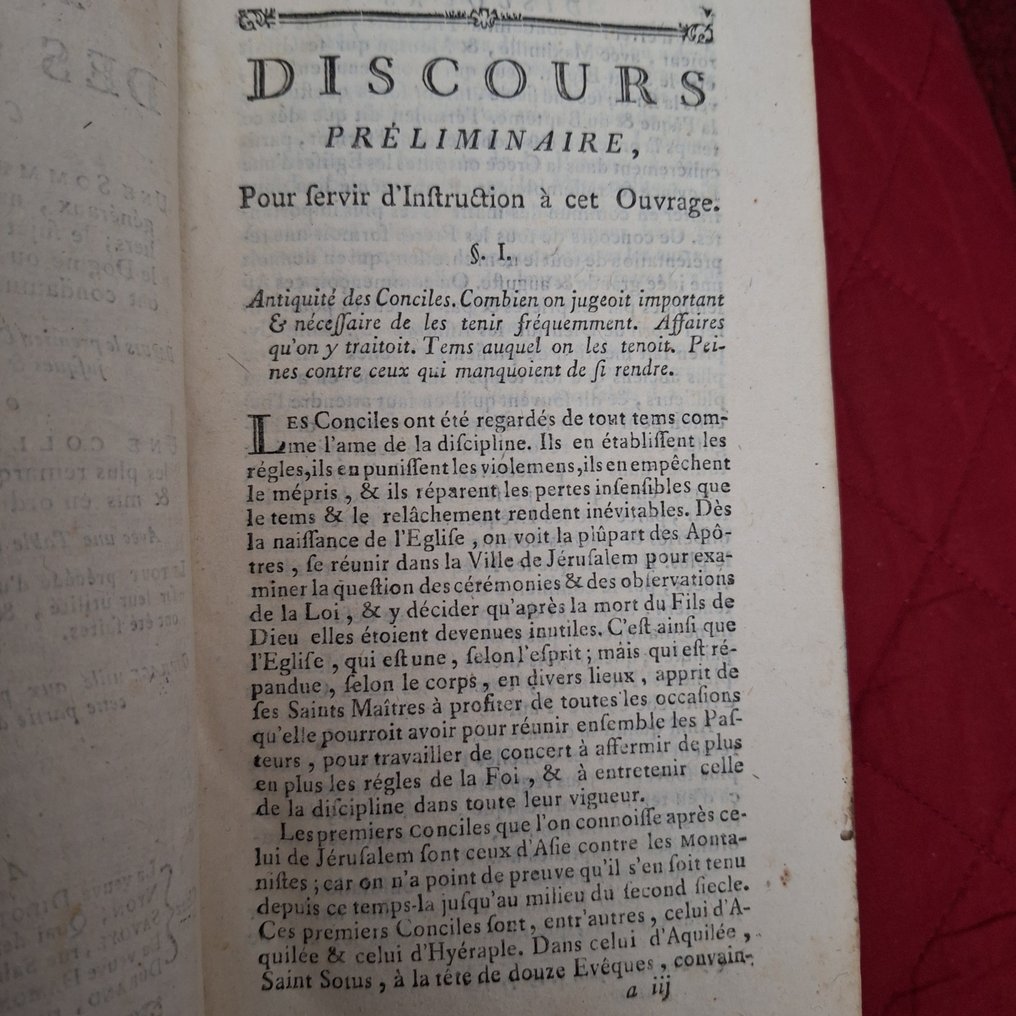 DISCOURS
PRÉLIMINAIRE,
Pour ſervir d'Inſtruction à cet Ouvrage.
§. I.
Antiquité des Conciles. Combien on jugeoit important
& néceſſaire de les tenir fréquemment. Affaires
qu'on y traitoit. Tems auquel on les tenoit. Pei-
nes contre ceux qui manquoient de ſi rendre.
LES Conciles ont été regardés de tout tems com-
me l'ame de la diſcipline. Ils en établiſſent les
régles, ils en puniſſent les violemens, ils en empêchent
le mépris, & ils réparent les pertes inſenſibles que
le tems & le relâchement rendent inévitables. Dès
la naiſſance de l'Egliſe, on voit la plûpart des Apô-
tres, ſe réunir dans la Ville de Jéruſalem pour exa-
miner la queſtion des cérémonies & des obſervations
de la Loi, & y décider qu'après la mort du Fils de
Dieu elles étoient devenues inutiles. C'eſt ainſi que
l'Egliſe, qui eſt une, ſelon l'eſprit; mais qui eſt ré-
pandue, ſelon le corps, en divers lieux, apprit de
ſes Saints Maîtres à profiter de toutes les occaſions
qu'elle pourroit avoir pour réunir enſemble les Paſ-
teurs, pour travailler de concert à affermir de plus
en plus les régles de la Foi, & à entretenir celle
de la diſcipline dans toute leur vigueur.
Les premiers Conciles que l'on connoiſſe après ce-
lui de Jéruſalem ſont ceux d'Aſie contre les Monta-
niſtes; car on n'a point de preuve qu'il s'en ſoit tenu
depuis ce temps-la juſqu'au milieu du ſecond ſiecle.
Ces premiers Conciles ſont, entr'autres, celui d'A-
quilée & celui d'Hyéraple. Dans celui d'Aquilée,
Saint Sotus, à la tête de douze Evêques, convain-
a iij